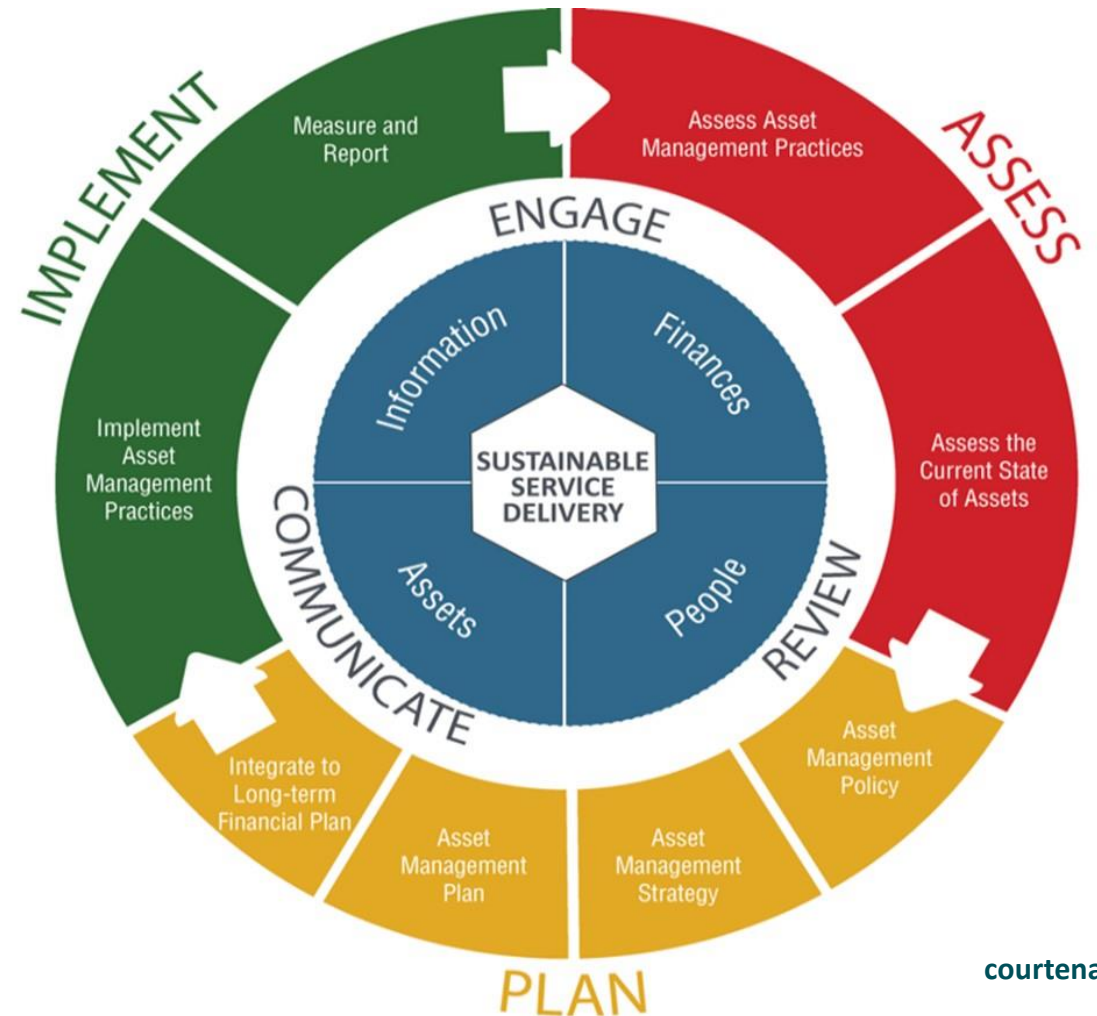 IMPLEMENT
Measure and
Report
Implement
Asset
Management
Practices
ASSESS
Assess Asset
Management Practices
Assess the
Current State
of Assets
PLAN
Asset
Management
Policy
Asset
Management
Strategy
Asset
Management
Plan
Integrate to
Long-term
Financial Plan
ENGAGE
REVIEW
COMMUNICATE
Information
Finances
Assets
People
SUSTAINABLE
SERVICE
DELIVERY
courtena